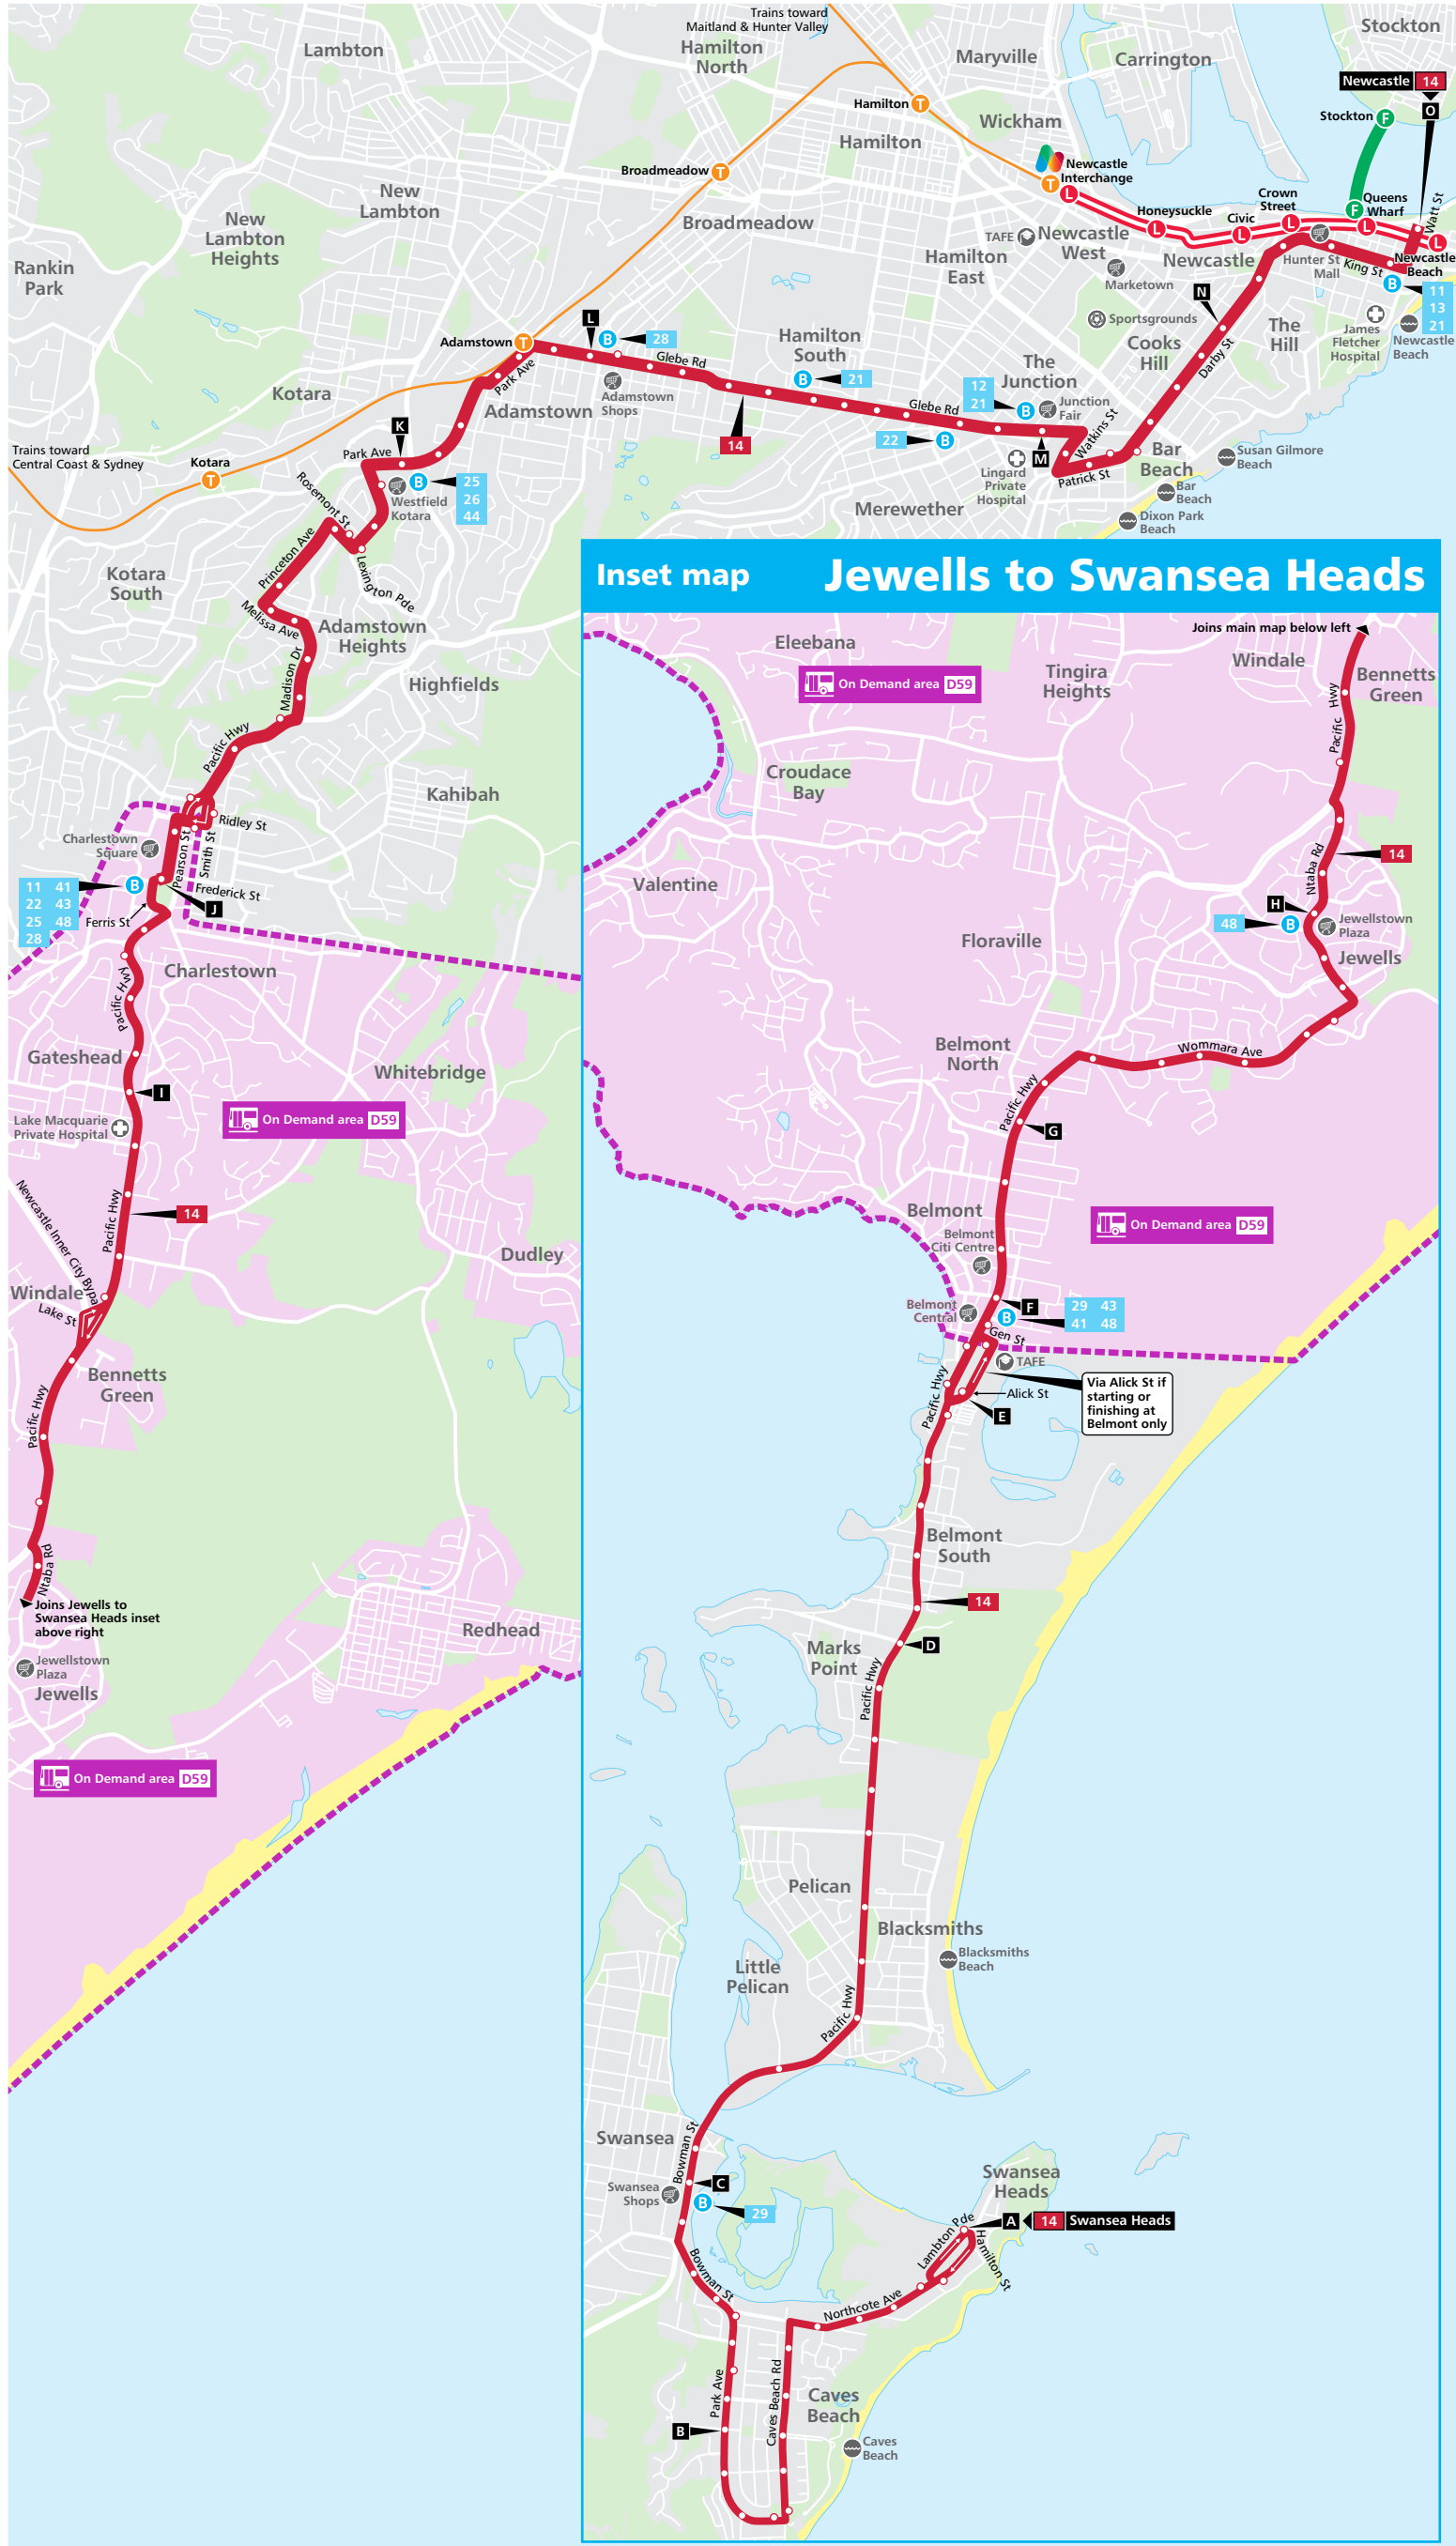 Trains toward
Maitland & Hunter Valley
Stockton
Lambton
Hamilton
North
Maryville
Carrington
Newcastle 14
O
Hamilton T
Wickham
Stockton F
Hamilton
Broadmeadow T
Newcastle
Interchange
T
L
New
Lambton
Crown
Street
Queens
Wharf
F
Watt St
Honeysuckle
Civic
L
L
L
L
L
New
Lambton
Heights
Broadmeadow
TAFE
Newcastle
West
Rankin
Park
Hamilton
East
Newcastle
Hunter St
Mall
King St
Newcastle
Beach
Marketown
B
11
13
21
N
Sportsgrounds
James
Fletcher
Hospital
Newcastle
Beach
The
Hill
L
Adamstown T
B 28
Hamilton
South
Cooks
Hill
Darby St
The
Junction
Glebe Rd
Park Ave
Adamstown
Shops
B 21
12
21
B
Junction
Fair
Kotara
Adamstown
Glebe Rd
Watkins St
K
14
22 B
M
Bar
Beach
Trains toward
Central Coast & Sydney
Kotara
T
Park Ave
Susan Gilmore
Beach
Lingard
Private
Hospital
Patrick St
Westfield
Kotara
B
25
26
44
Bar
Beach
Rosemont St
Merewether
Dixon Park
Beach
Princeton Ave
Kotara
South
Lexington Pde
Melissa Ave
Adamstown
Heights
Madison Dr
Highfields
Pacific Hwy
Kahibah
Ridley St
Charlestown
Square
Pearson St
Smith St
Frederick St
11 41
22 43
25 48
28
B
J
Ferris St
Charlestown
Pacific Hwy
Gateshead
Whitebridge
I
Lake Macquarie
Private Hospital
On Demand area D59
Newcastle Inner City Bypa
Pacific Hwy
14
Dudley
Windale
Lake St
Bennetts
Green
Pacific Hwy
Ntaba Rd
Joins Jewells to
Swansea Heads inset
above right
Redhead
Jewellstown
Plaza
Jewells
On Demand area D59
Inset map
Jewells to Swansea Heads
Joins main map below left
Eleebana
On Demand area D59
Tingira
Heights
Windale
Bennetts
Green
Pacific Hwy
Croudace
Bay
Valentine
14
Ntaba Rd
H
48 B
Jewellstown
Plaza
Floraville
Jewells
Belmont
North
Wommara Ave
Pacific Hwy
G
Belmont
On Demand area D59
Belmont
Citi Centre
Belmont
Central
F
B
29 43
41 48
Gen St
TAFE
Pacific Hwy
Alick St
E
Via Alick St if
starting or
finishing at
Belmont only
Belmont
South
14
D
Marks
Point
Pacific Hwy
Pelican
Blacksmiths
Blacksmiths
Beach
Little
Pelican
Pacific Hwy
Swansea
Bowman St
C
Swansea
Shops
B
29
Swansea
Heads
A 14 Swansea Heads
Lambton Pde
Hamilton St
Bowman St
Northcote Ave
Park Ave
Caves Beach Rd
Caves
Beach
B
Caves
Beach